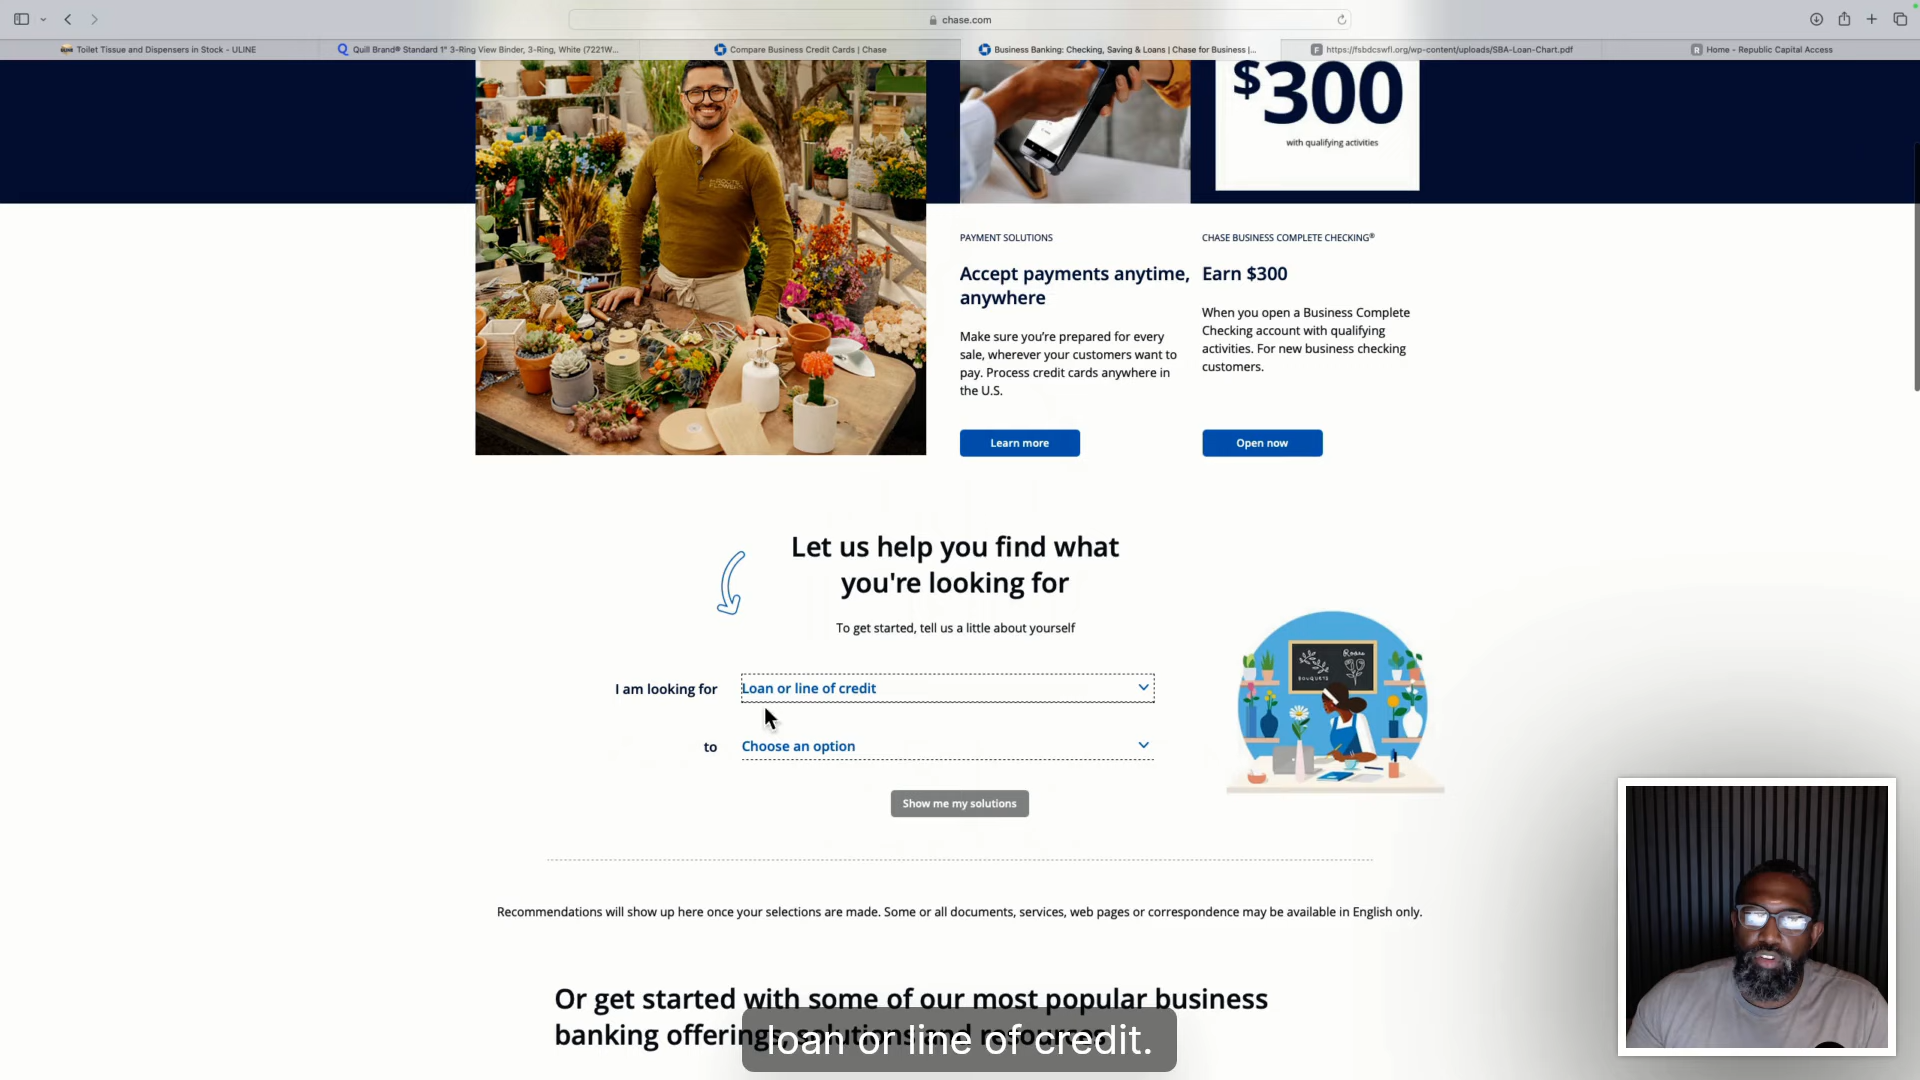 chase.com
Toilet Tissue and Dispensers in Stock - ULINE
Quill Brand® Standard 1" 3-Ring View Binder, 3-Ring, White (7221W...
Compare Business Credit Cards | Chase
Business Banking: Checking, Saving & Loans | Chase for Business |...
https://fsbdcswfl.org/wp-content/uploads/SBA-Loan-Chart.pdf
Home - Republic Capital Access
$300
with qualifying activities
PAYMENT SOLUTIONS
Accept payments anytime,
anywhere
Make sure you're prepared for every
sale, wherever your customers want to
pay. Process credit cards anywhere in
the U.S.
Learn more
CHASE BUSINESS COMPLETE CHECKING®
Earn $300
When you open a Business Complete
Checking account with qualifying
activities. For new business checking
customers.
Open now
Let us help you find what
you're looking for
To get started, tell us a little about yourself
I am looking for
Loan or line of credit
to
Choose an option
Show me my solutions
BOUQUETS
Recommendations will show up here once your selections are made. Some or all documents, services, web pages or correspondence may be available in English only.
Or get started with some of our most popular business
banking offerings, solutions and resources
loan or line of credit.